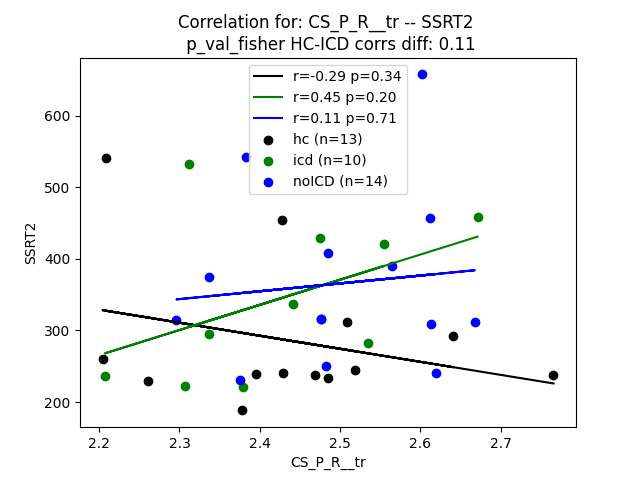 Correlation for: CS_P_R__tr -- SSRT2
p_val_fisher HC-ICD corrs diff: 0.11
r=-0.29 p=0.34
r=0.45 p=0.20
r=0.11 p=0.71
hc (n=13)
icd (n=10)
noICD (n=14)
600
500
400
300
200
SSRT2
2.2 2.3 2.4 2.5 2.6 2.7
CS_P_R__tr